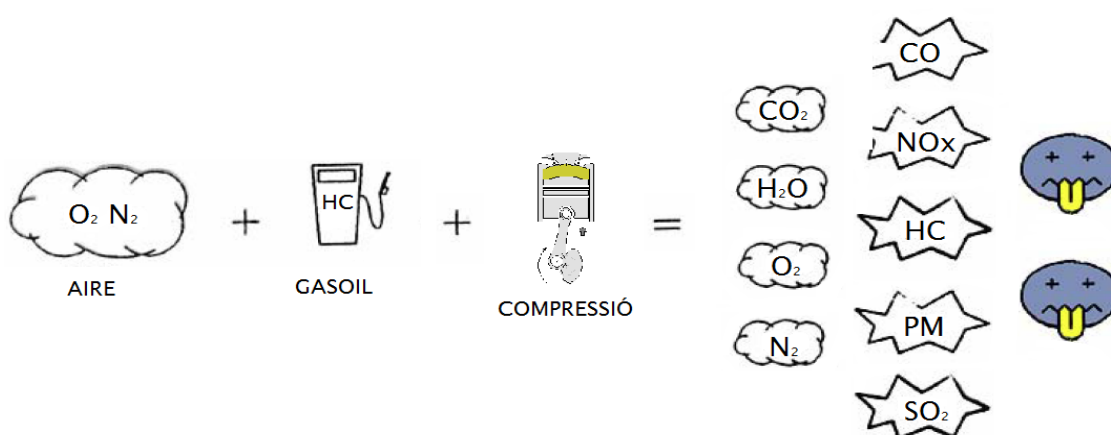 O₂ N₂
AIRE
+
HC
GASOIL
+
COMPRESSIÓ
=
CO₂
H₂O
O₂
N₂
CO
NOx
HC
PM
SO₂